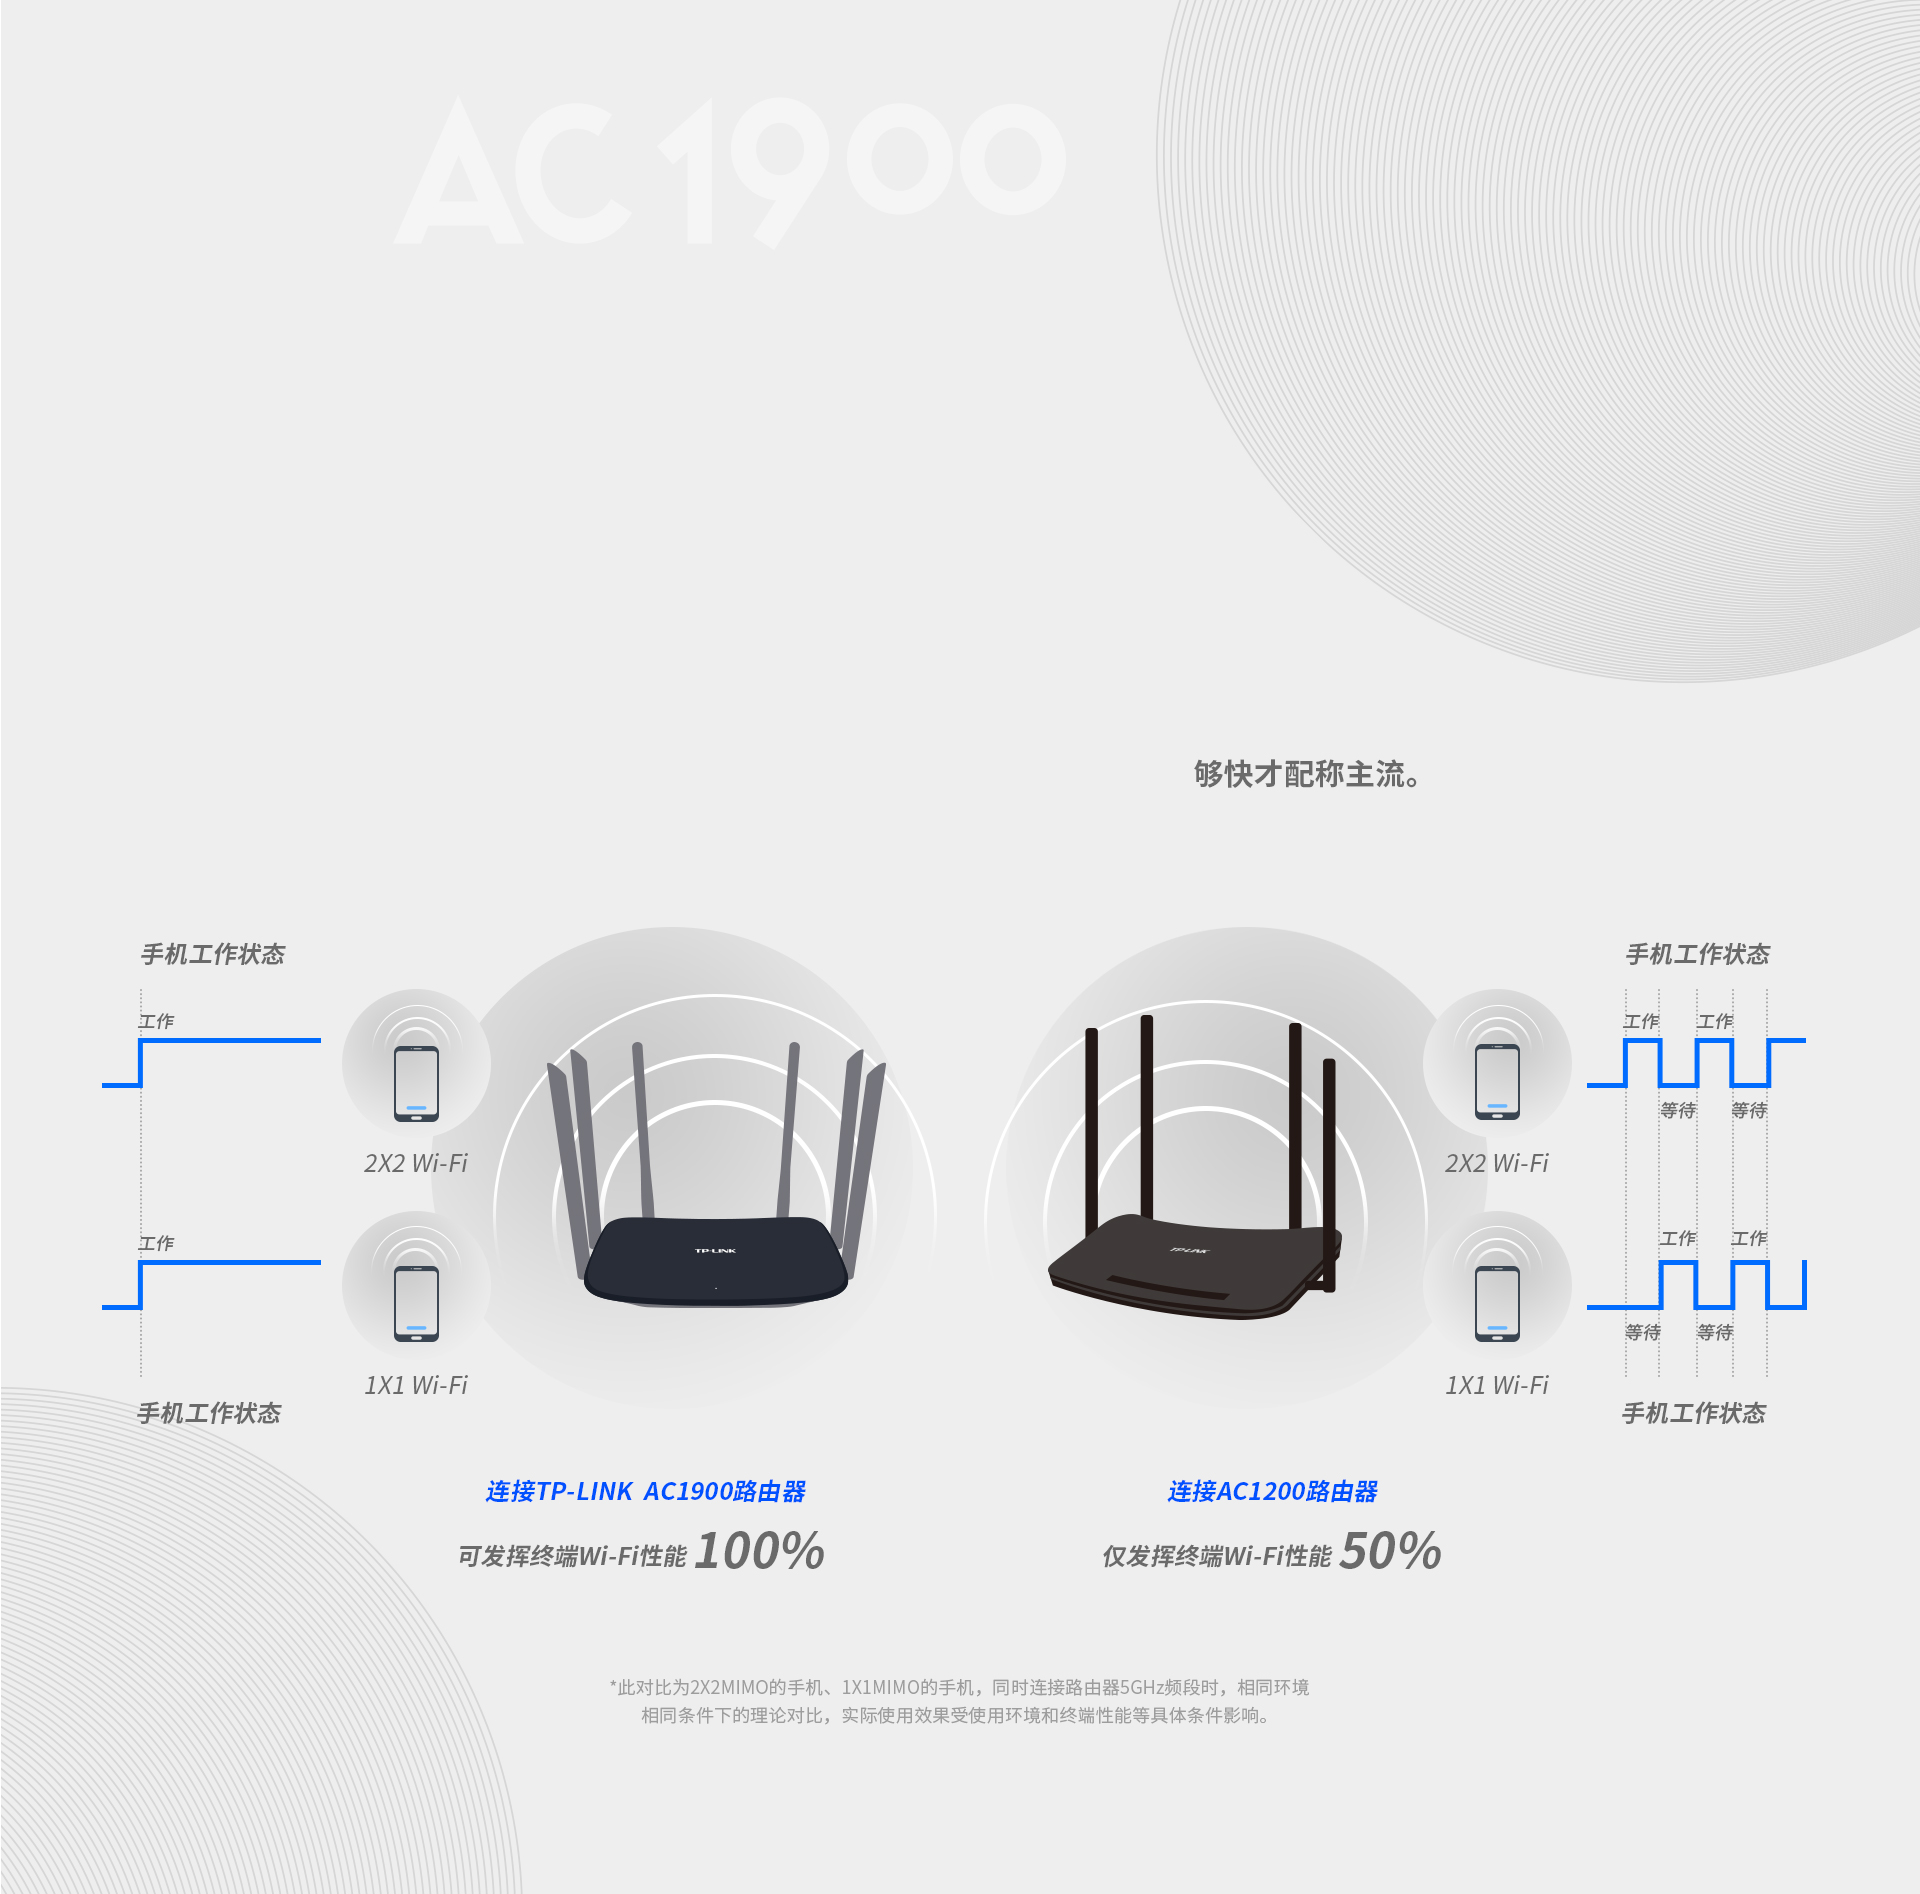 AC1900
够快才配称主流。
手机工作状态
工作
2X2 Wi-Fi
工作
1X1 Wi-Fi
手机工作状态
TP-LINK
TP-LINK
手机工作状态
工作 工作
等待 等待
2X2 Wi-Fi
工作 工作
等待 等待
1X1 Wi-Fi
手机工作状态
连接TP-LINK AC1900路由器
可发挥终端Wi-Fi性能 100%
连接AC1200路由器
仅发挥终端Wi-Fi性能 50%
*此对比为2X2MIMO的手机、1X1MIMO的手机，同时连接路由器5GHz频段时，相同环境
相同条件下的理论对比，实际使用效果受使用环境和终端性能等具体条件影响。